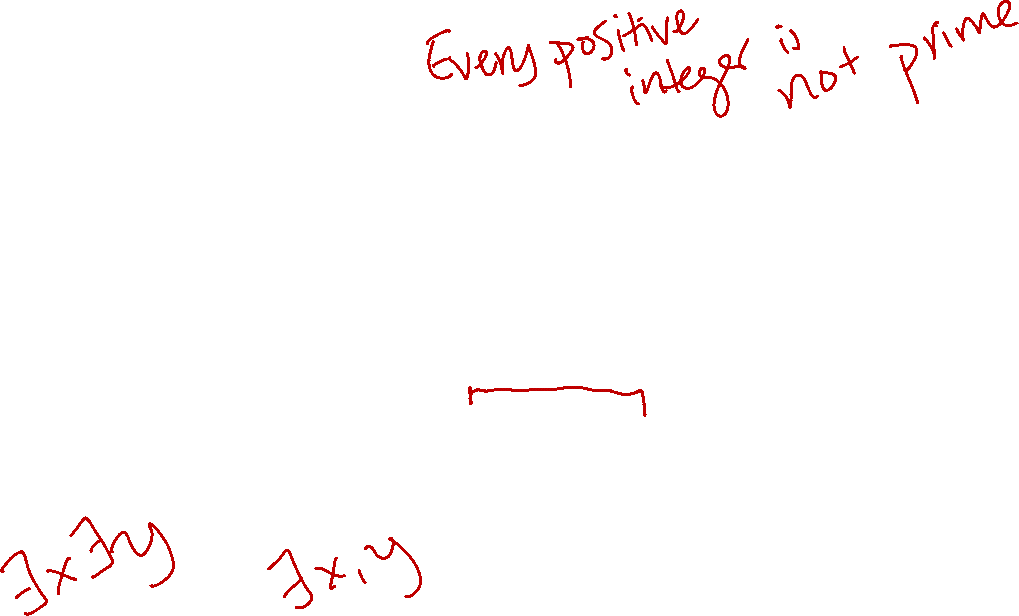 Every positive
integer is
not prime
∃x∃y ∃x,y